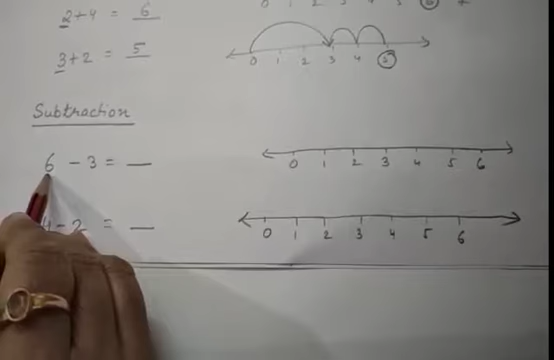 2+4 = 6
3+2 = 5
0 1 2 3 4 5
Subtraction
6 - 3 = __
0 1 2 3 4 5 6
4 - 2 = __
0 1 2 3 4 5 6